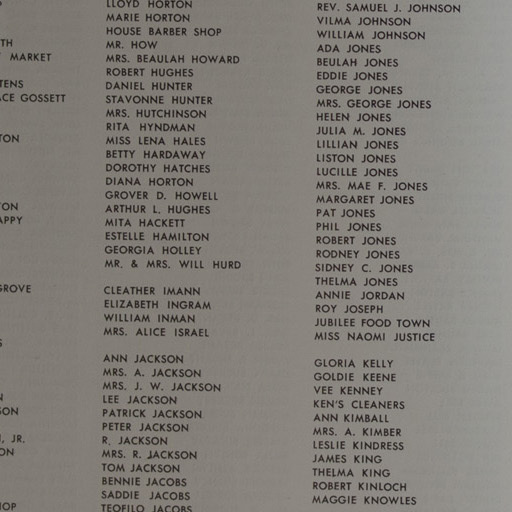 TH
MARKET
TENS
ACE GOSSETT
TON
TON
APPY
GROVE
S
N
SON
, JR.
ON
HOP
LLOYD HORTON
MARIE HORTON
HOUSE BARBER SHOP
MR. HOW
MRS. BEAULAH HOWARD
ROBERT HUGHES
DANIEL HUNTER
STAVONNE HUNTER
MRS. HUTCHINSON
RITA HYNDMAN
MISS LENA HALES
BETTY HARDAWAY
DOROTHY HATCHES
DIANA HORTON
GROVER D. HOWELL
ARTHUR L. HUGHES
MITA HACKETT
ESTELLE HAMILTON
GEORGIA HOLLEY
MR. & MRS. WILL HURD
CLEATHER IMANN
ELIZABETH INGRAM
WILLIAM INMAN
MRS. ALICE ISRAEL
ANN JACKSON
MRS. A. JACKSON
MRS. J. W. JACKSON
LEE JACKSON
PATRICK JACKSON
PETER JACKSON
R. JACKSON
MRS. R. JACKSON
TOM JACKSON
BENNIE JACOBS
SADDIE JACOBS
TEOFILO JACOBS
REV. SAMUEL J. JOHNSON
VILMA JOHNSON
WILLIAM JOHNSON
ADA JONES
BEULAH JONES
EDDIE JONES
GEORGE JONES
MRS. GEORGE JONES
HELEN JONES
JULIA M. JONES
LILLIAN JONES
LISTON JONES
LUCILLE JONES
MRS. MAE F. JONES
MARGARET JONES
PAT JONES
PHIL JONES
ROBERT JONES
RODNEY JONES
SIDNEY C. JONES
THELMA JONES
ANNIE JORDAN
ROY JOSEPH
JUBILEE FOOD TOWN
MISS NAOMI JUSTICE
GLORIA KELLY
GOLDIE KEENE
VEE KENNEY
KEN'S CLEANERS
ANN KIMBALL
MRS. A. KIMBER
LESLIE KINDRESS
JAMES KING
THELMA KING
ROBERT KINLOCH
MAGGIE KNOWLES